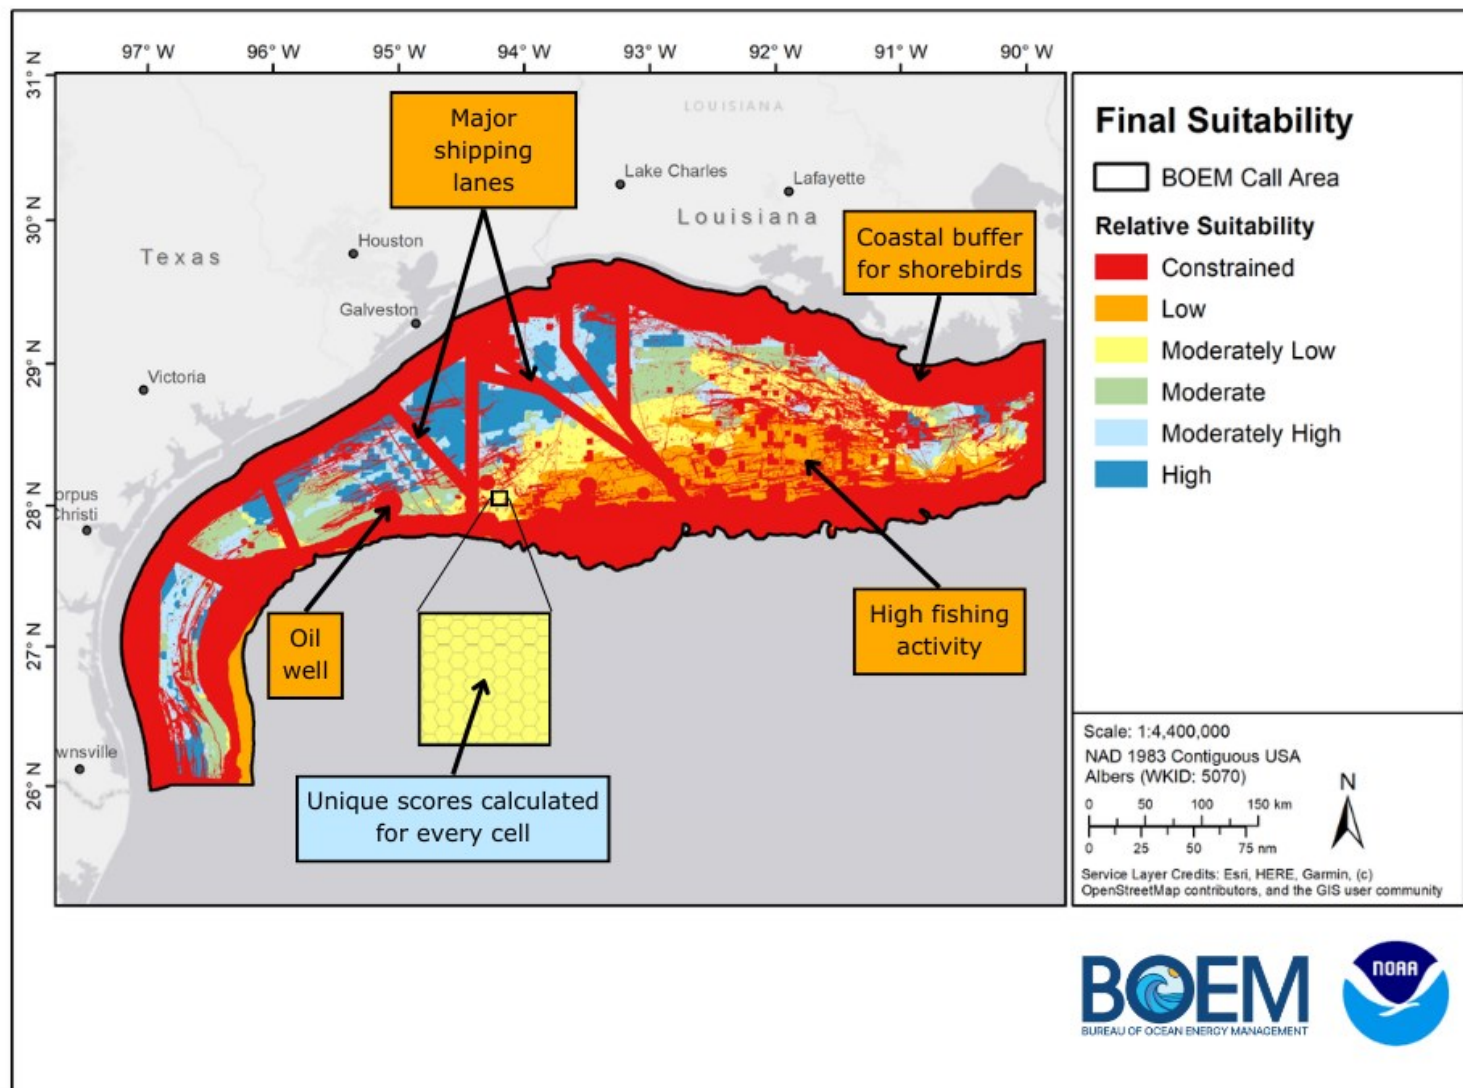 97° W 96° W 95° W 94° W 93° W 92° W 91° W 90° W
31° N
30° N
29° N
28° N
27° N
26° N
Major
shipping
lanes
LOUISIANA
Lake Charles
Lafayette
Louisiana
Texas
Houston
Galveston
Victoria
orpus
Christi
wnsville
Coastal buffer
for shorebirds
Oil
well
High fishing
activity
Unique scores calculated
for every cell
Final Suitability
BOEM Call Area
Relative Suitability
Constrained
Low
Moderately Low
Moderate
Moderately High
High
Scale: 1:4,400,000
NAD 1983 Contiguous USA
Albers (WKID: 5070)
N
0 50 100 150 km
0 25 50 75 nm
Service Layer Credits: Esri, HERE, Garmin, (c)
OpenStreetMap contributors, and the GIS user community
BOEM
BUREAU OF OCEAN ENERGY MANAGEMENT
NOAA